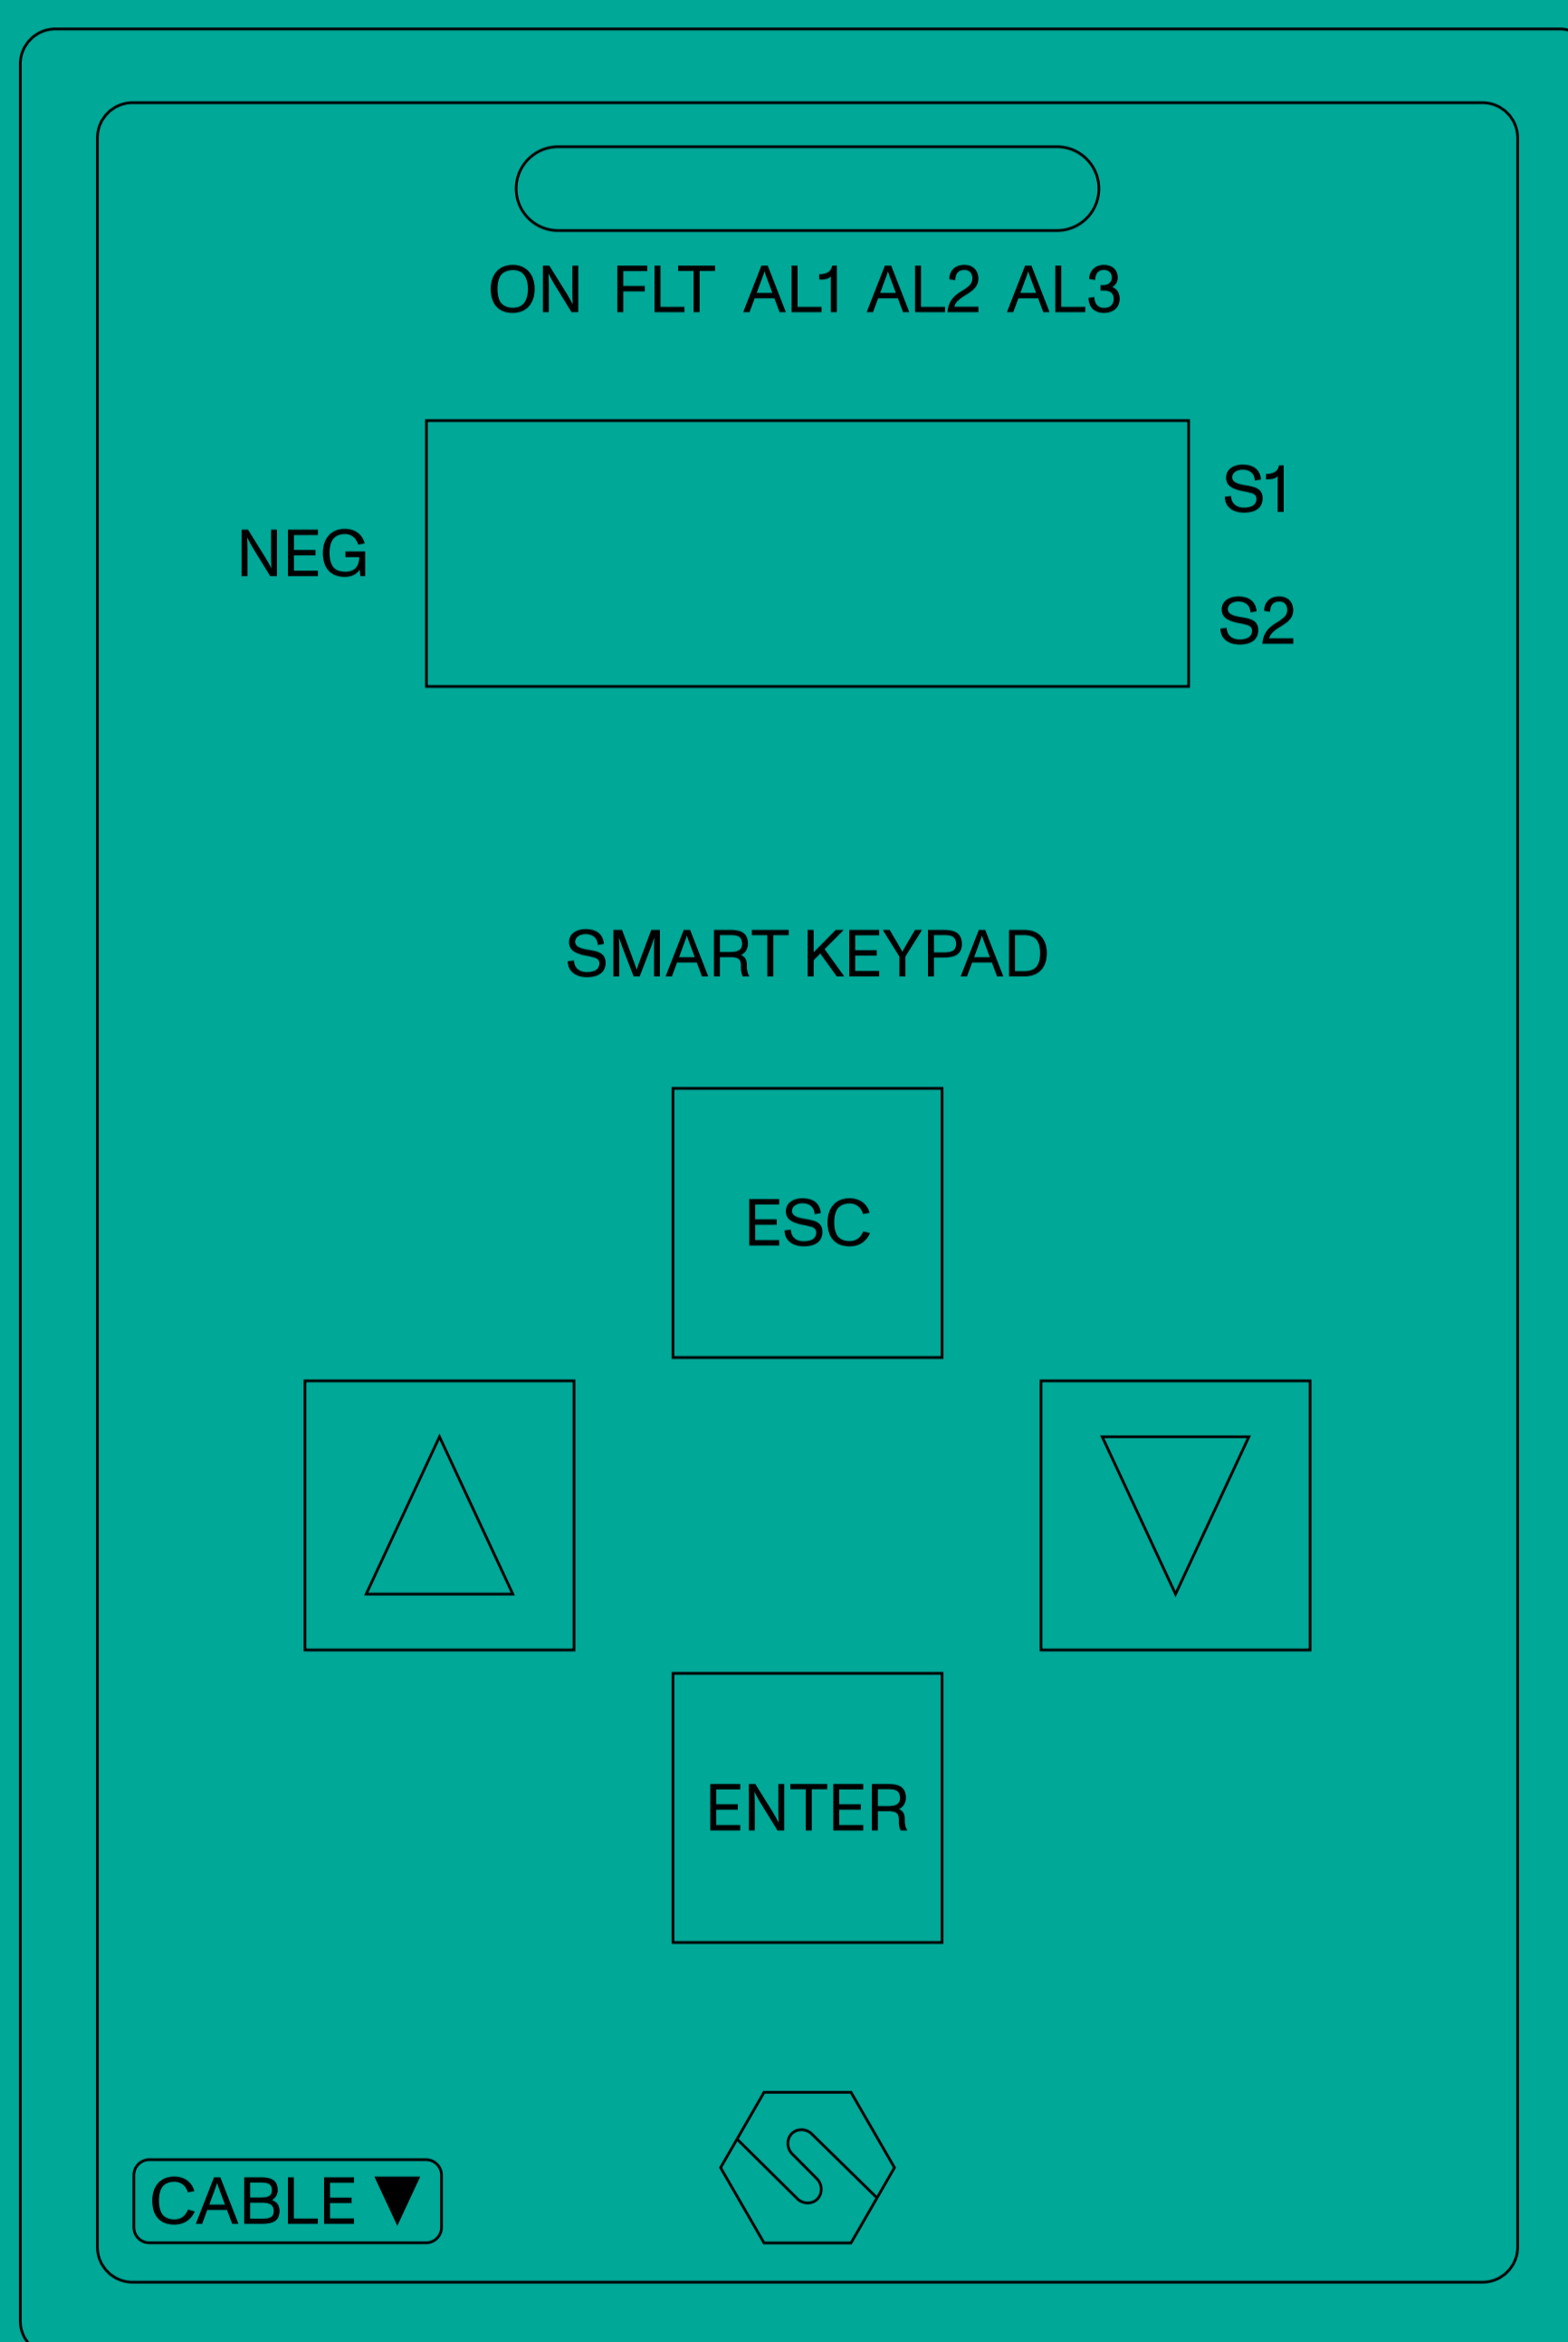 ON FLT AL1 AL2 AL3
S1
NEG
S2
SMART KEYPAD
ESC
ENTER
CABLE ▼